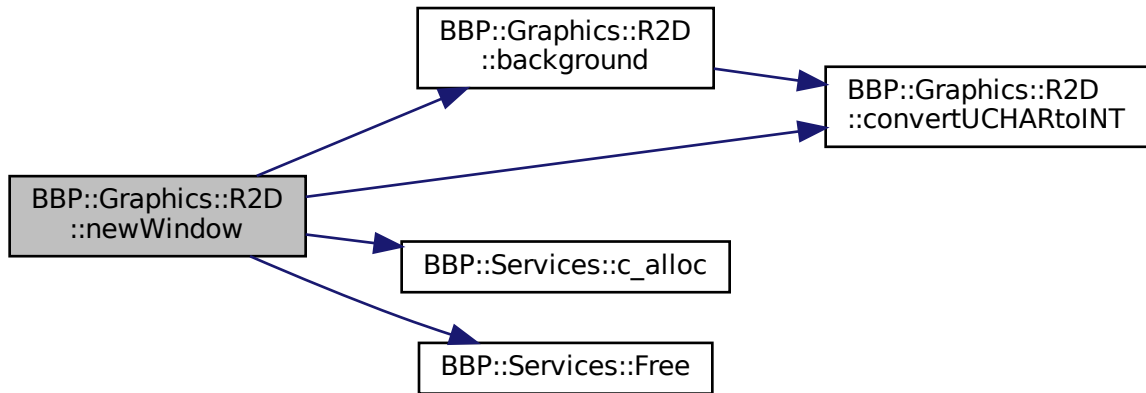 BBP::Graphics::R2D
::background
BBP::Graphics::R2D
::convertUCHARtoINT
BBP::Graphics::R2D
::newWindow
BBP::Services::c_alloc
BBP::Services::Free